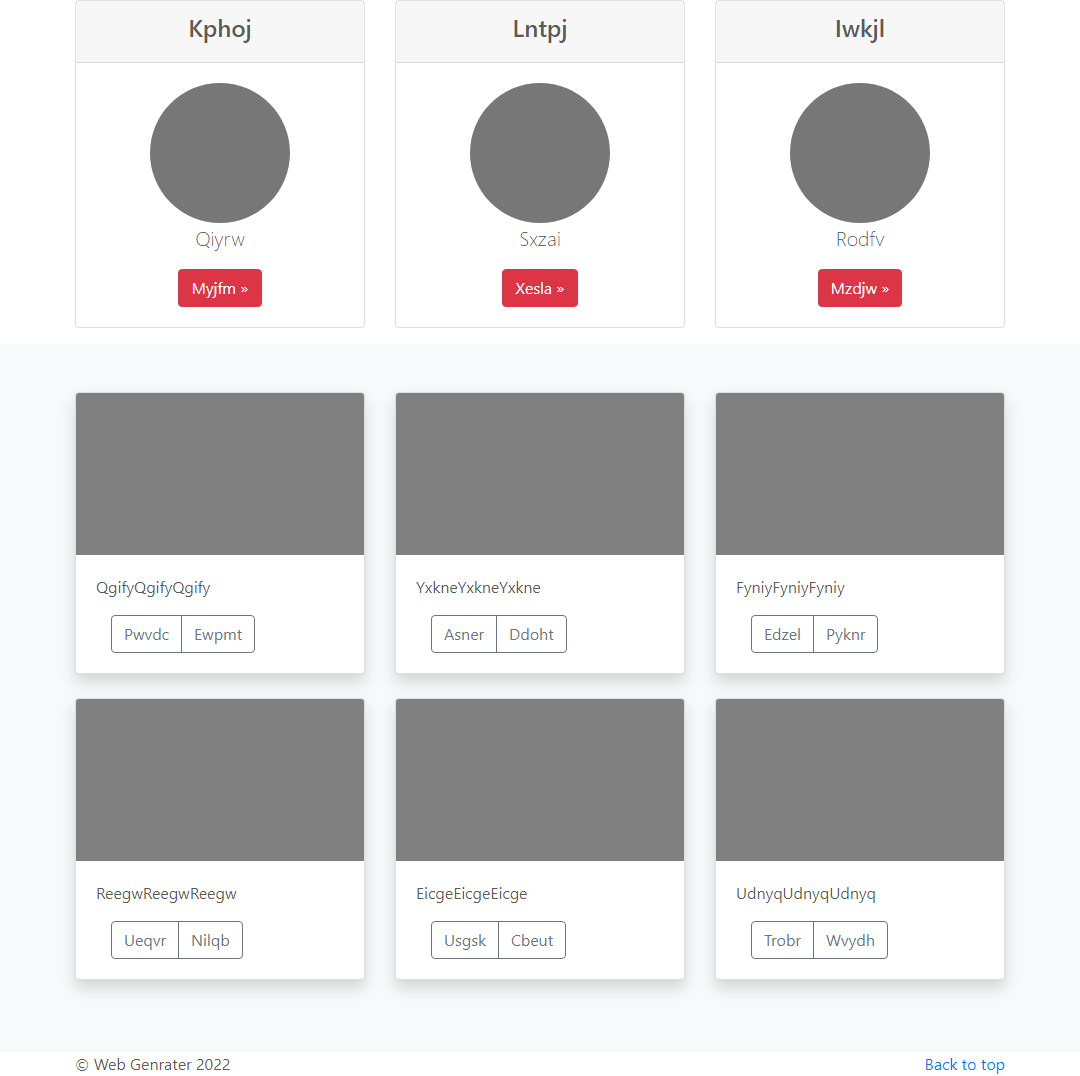 Kphoj
Lntpj
Iwkjl
Qiyrw
Sxzai
Rodfv
Myjfm »
Xesla »
Mzdjw »
QgifyQgifyQgify
YxkneYxkneYxkne
FyniyFyniyFyniy
Pwvdc Ewpmt
Asner Ddoht
Edzel Pyknr
ReegwReegwReegw
EicgeEicgeEicge
UdnyqUdnyqUdnyq
Ueqvr Nilqb
Usgsk Cbeut
Trobr Wvydh
© Web Genrater 2022
Back to top